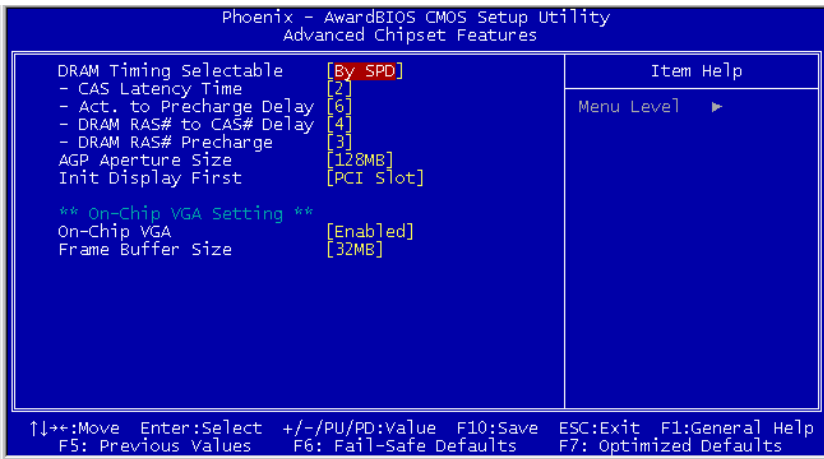 Phoenix - AwardBIOS CMOS Setup Utility
Advanced Chipset Features
DRAM Timing Selectable [By SPD]
- CAS Latency Time [2]
- Act. to Precharge Delay [6]
- DRAM RAS# to CAS# Delay [4]
- DRAM RAS# Precharge [3]
AGP Aperture Size [128MB]
Init Display First [PCI Slot]
** On-Chip VGA Setting **
On-Chip VGA [Enabled]
Frame Buffer Size [32MB]
Item Help
Menu Level ►
↑↓→←:Move Enter:Select +/-/PU/PD:Value F10:Save ESC:Exit F1:General Help
F5: Previous Values F6: Fail-Safe Defaults F7: Optimized Defaults